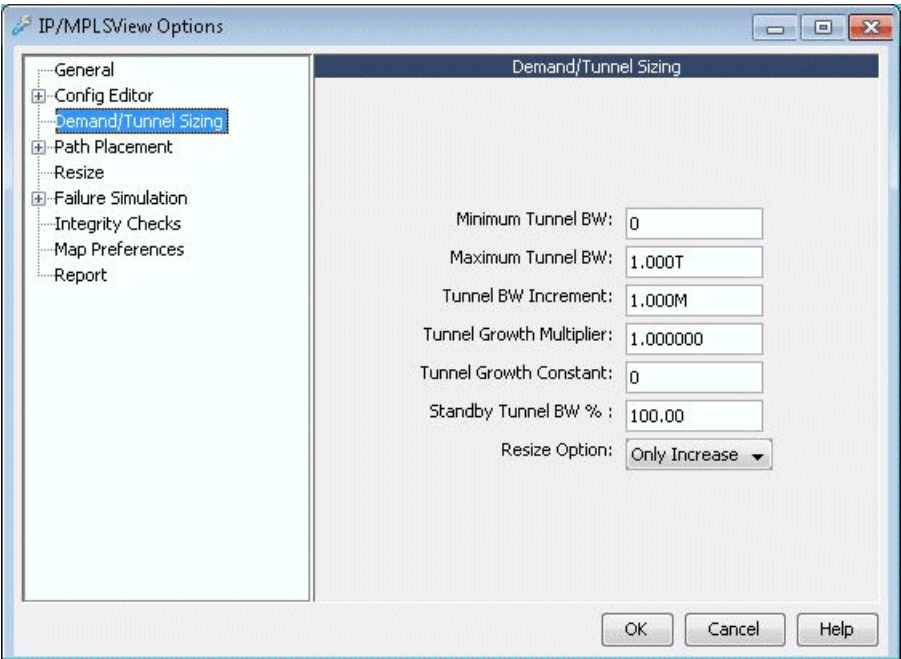 IP/MPLSView Options
General
Config Editor
Demand/Tunnel Sizing
Path Placement
Resize
Failure Simulation
Integrity Checks
Map Preferences
Report
Demand/Tunnel Sizing
Minimum Tunnel BW: 0
Maximum Tunnel BW: 1.000T
Tunnel BW Increment: 1.000M
Tunnel Growth Multiplier: 1.000000
Tunnel Growth Constant: 0
Standby Tunnel BW % : 100.00
Resize Option: Only Increase
OK Cancel Help